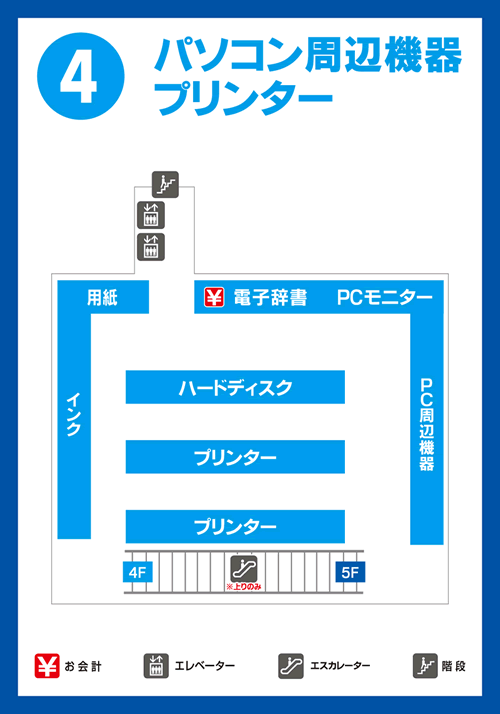 4
パソコン周辺機器
プリンター
用紙
¥ 電子辞書 PCモニター
インク
ハードディスク
PC周辺機器
プリンター
プリンター
4F
5F
※上りのみ
¥ お会計
エレベーター
エスカレーター
階段